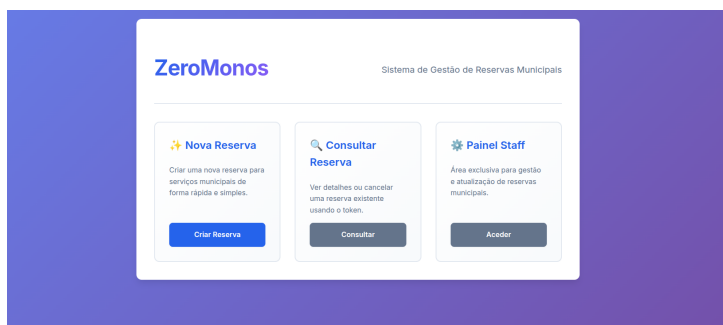 ZeroMonos
Sistema de Gestão de Reservas Municipais
✨ Nova Reserva
Criar uma nova reserva para
serviços municipais de
forma rápida e simples.
Criar Reserva
🔍 Consultar
Reserva
Ver detalhes ou cancelar
uma reserva existente
usando o token.
Consultar
⚙️ Painel Staff
Área exclusiva para gestão
e atualização de reservas
municipais.
Aceder